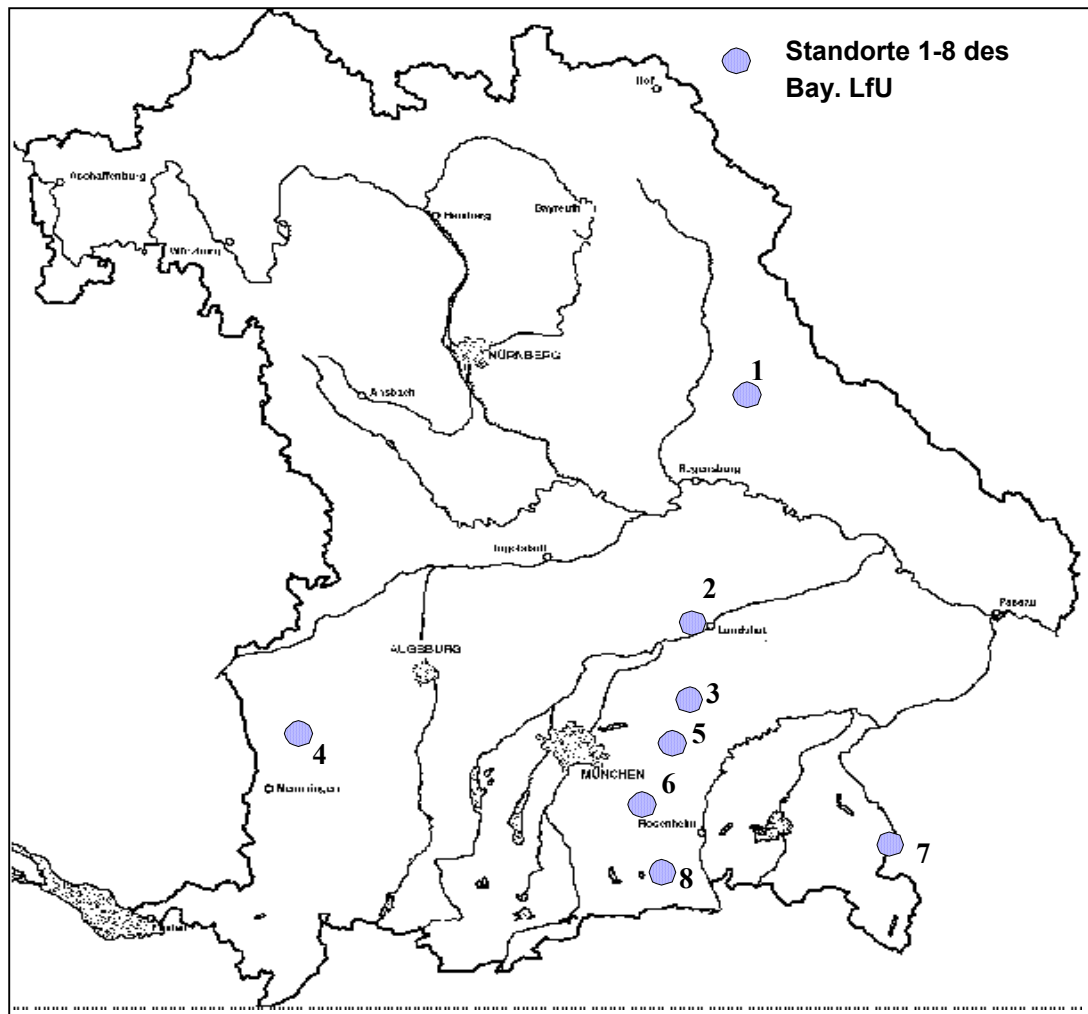 Standorte 1-8 des
Bay. LfU
Hof
Aschaffenburg
Bamberg
Bayreuth
Würzburg
NÜRNBERG
1
Ansbach
Regensburg
Ingolstadt
2
Landshut
Passau
AUGSBURG
3
5
4
MÜNCHEN
6
Memmingen
Rosenheim
7
8